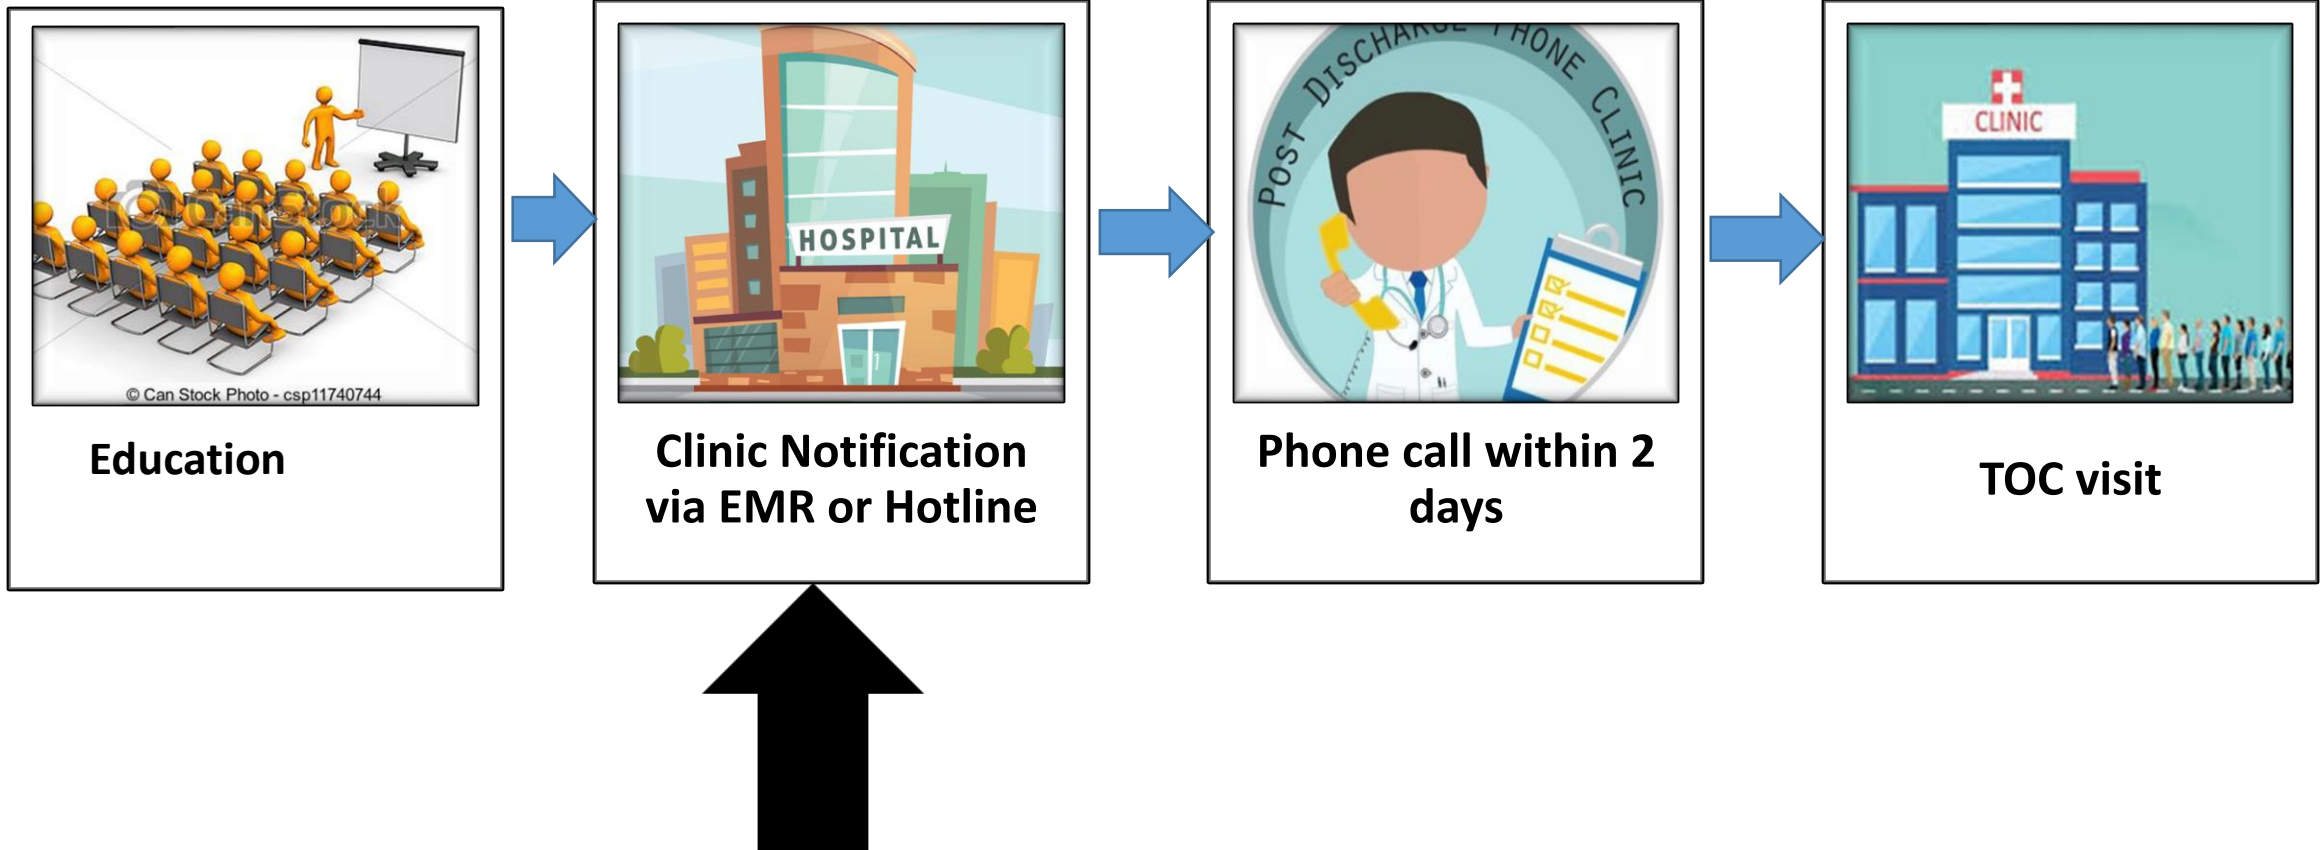 © Can Stock Photo - csp11740744
Education
HOSPITAL
Clinic Notification
via EMR or Hotline
POST DISCHARGE PHONE CLINIC
Phone call within 2
days
CLINIC
TOC visit